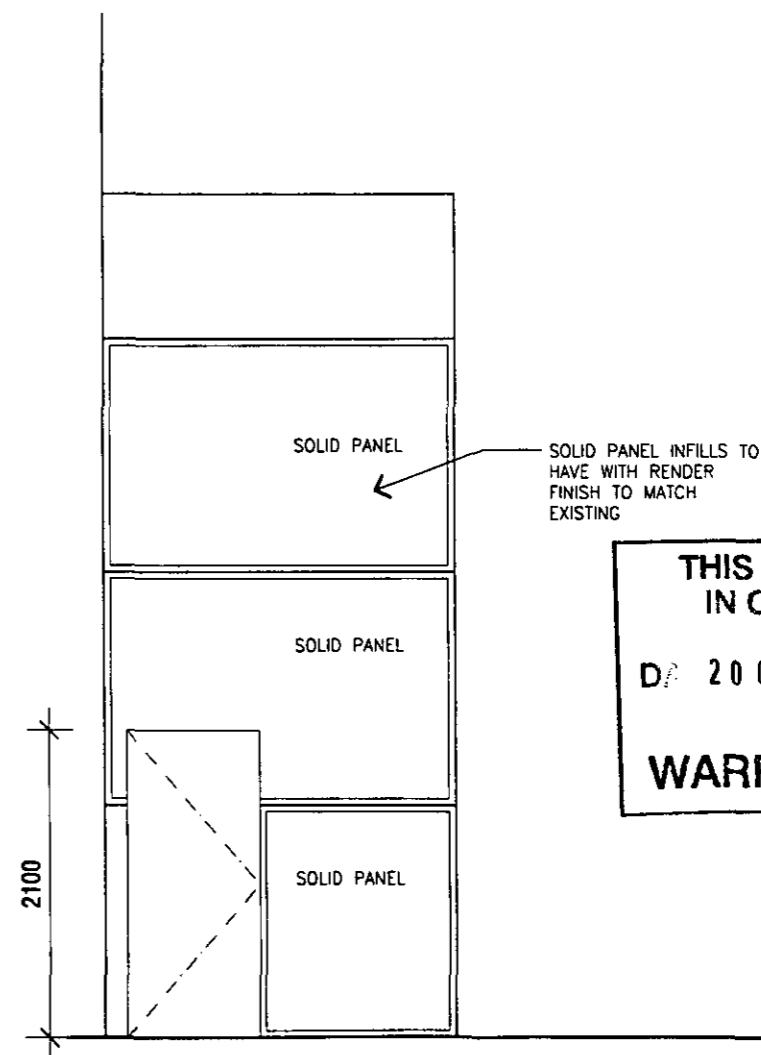 SOLID PANEL
SOLID PANEL INFILLS TO
HAVE WITH RENDER
FINISH TO MATCH
EXISTING
THIS
IN
SOLID PANEL
20
2100
SOLID PANEL